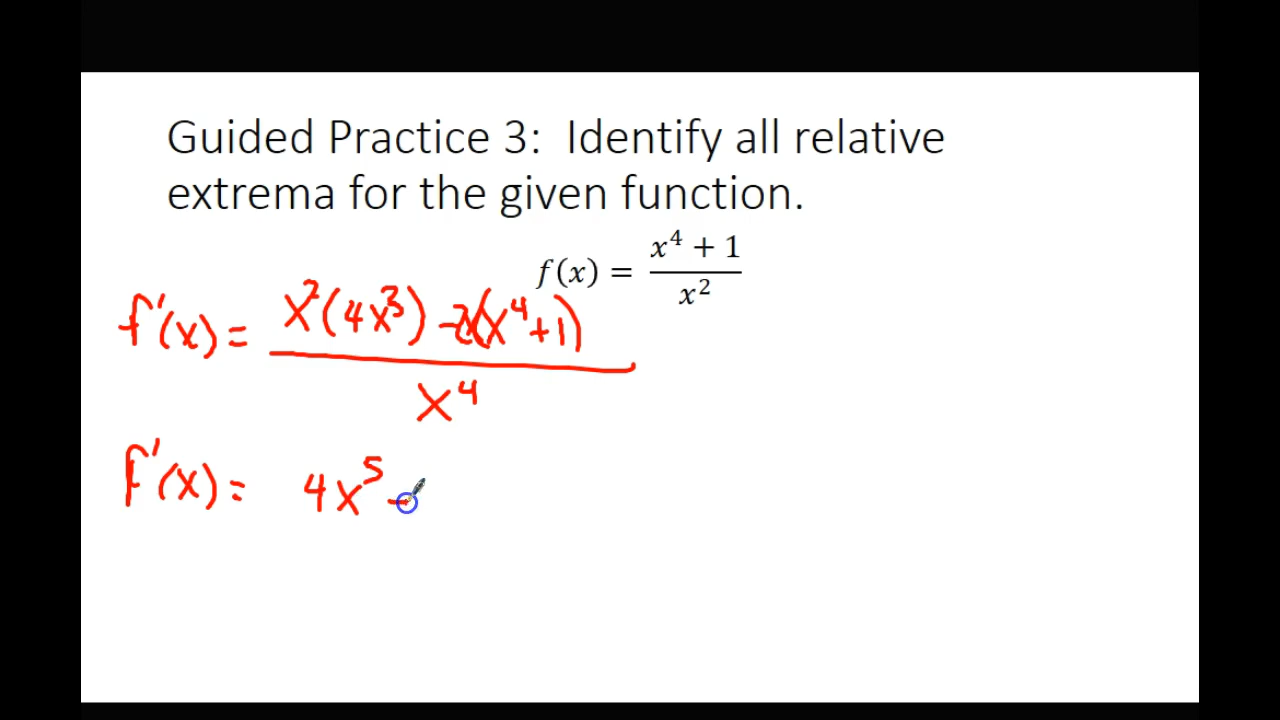 Guided Practice 3: Identify all relative
extrema for the given function.
f(x) = (x⁴ + 1)/x²
f'(x) = (x²(4x³) - 2x(x⁴+1))/x⁴
f'(x) = 4x⁵ -